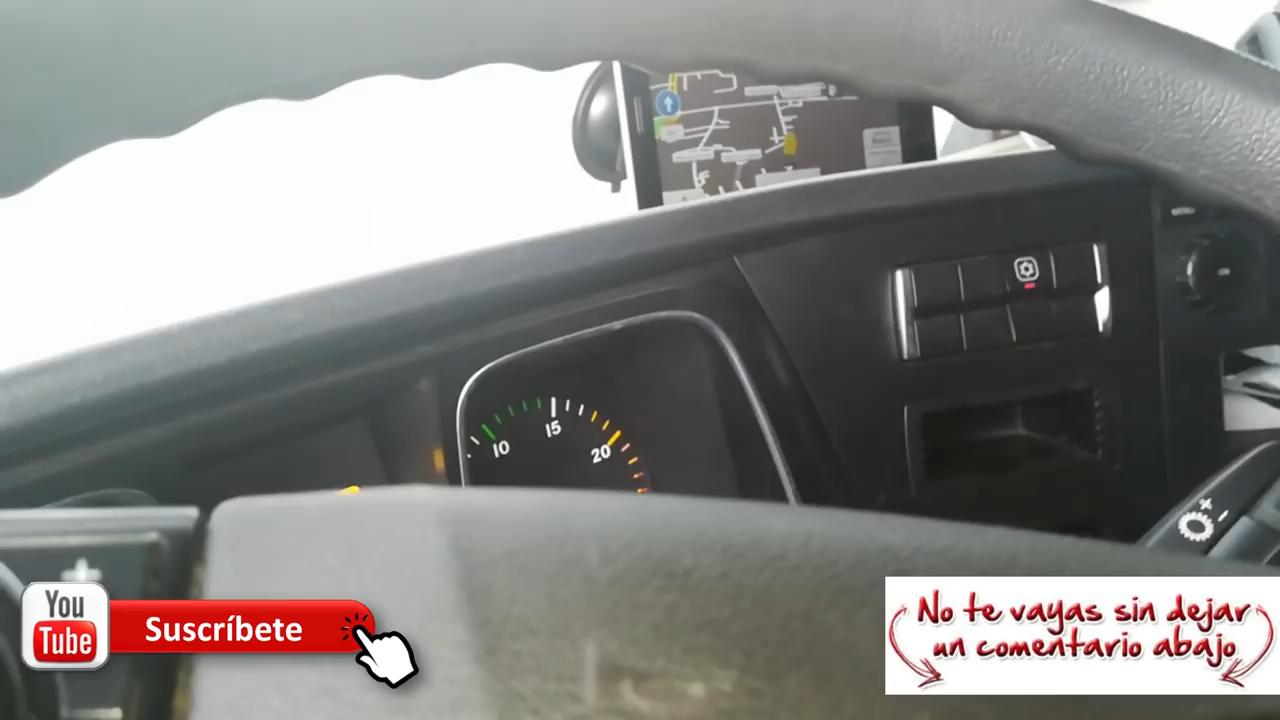 10
15
20
You
Tube
Suscríbete
No te vayas sin dejar
un comentario abajo